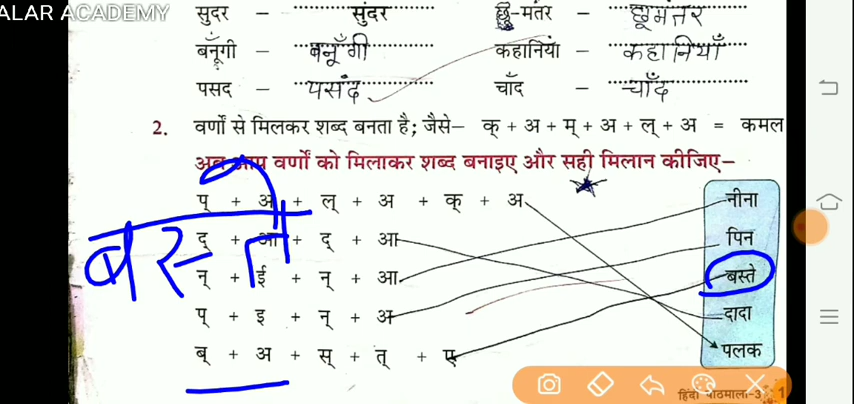 ALAR ACADEMY
सुदर – सुंदर छू-मंतर – छूमंतर
बनूँगी – बनूँगी कहानियां – कहानियाँ
पसद – पसंद चाँद – चाँद
2. वर्णों से मिलकर शब्द बनता है; जैसे– क् + अ + म् + अ + ल् + अ = कमल
अब आप वर्णों को मिलाकर शब्द बनाइए और सही मिलान कीजिए–
प् + अ + ल् + अ + क् + अ नीना
द् + आ + द् + आ पिन
न् + ई + न् + आ बस्ते
प् + इ + न् + अ दादा
ब् + अ + स् + त् + ए पलक
बस्ते
हिंदी पाठमाला-3 1